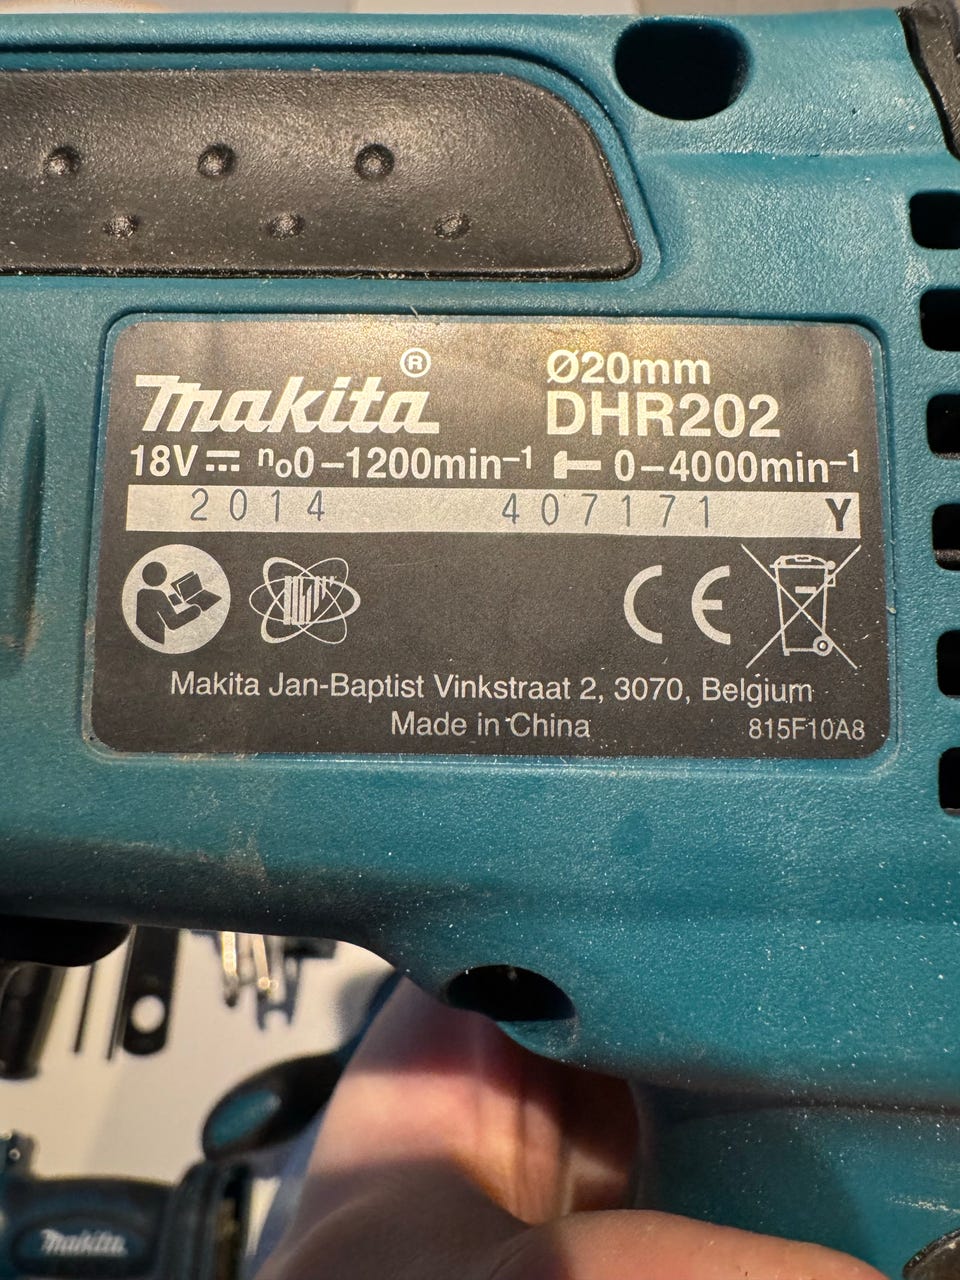 Makita®
Ø20mm
DHR202
18V⎓ n₀0–1200min⁻¹ 0–4000min⁻¹
2014 407171 Y
CE
Makita Jan-Baptist Vinkstraat 2, 3070, Belgium
Made in China 815F10A8
Makita